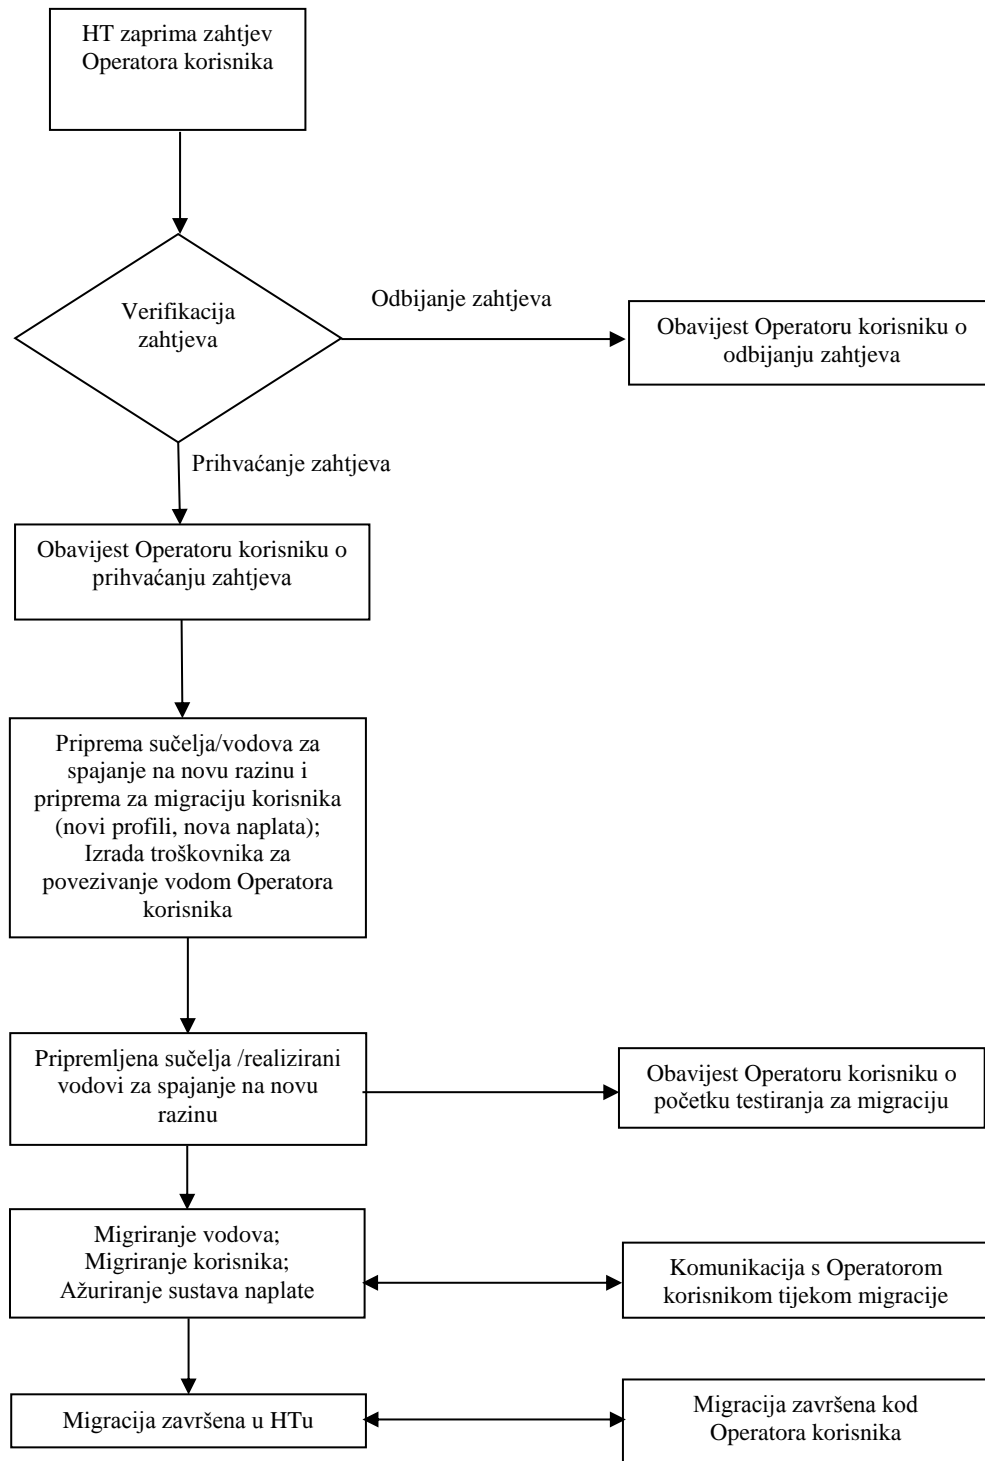 HT zaprima zahtjev
Operatora korisnika
Verifikacija
zahtjeva
Odbijanje zahtjeva
Obavijest Operatoru korisniku o
odbijanju zahtjeva
Prihvaćanje zahtjeva
Obavijest Operatoru korisniku o
prihvaćanju zahtjeva
Priprema sučelja/vodova za
spajanje na novu razinu i
priprema za migraciju korisnika
(novi profili, nova naplata);
Izrada troškovnika za
povezivanje vodom Operatora
korisnika
Pripremljena sučelja /realizirani
vodovi za spajanje na novu
razinu
Obavijest Operatoru korisniku o
početku testiranja za migraciju
Migriranje vodova;
Migriranje korisnika;
Ažuriranje sustava naplate
Komunikacija s Operatorom
korisnikom tijekom migracije
Migracija završena u HTu
Migracija završena kod
Operatora korisnika